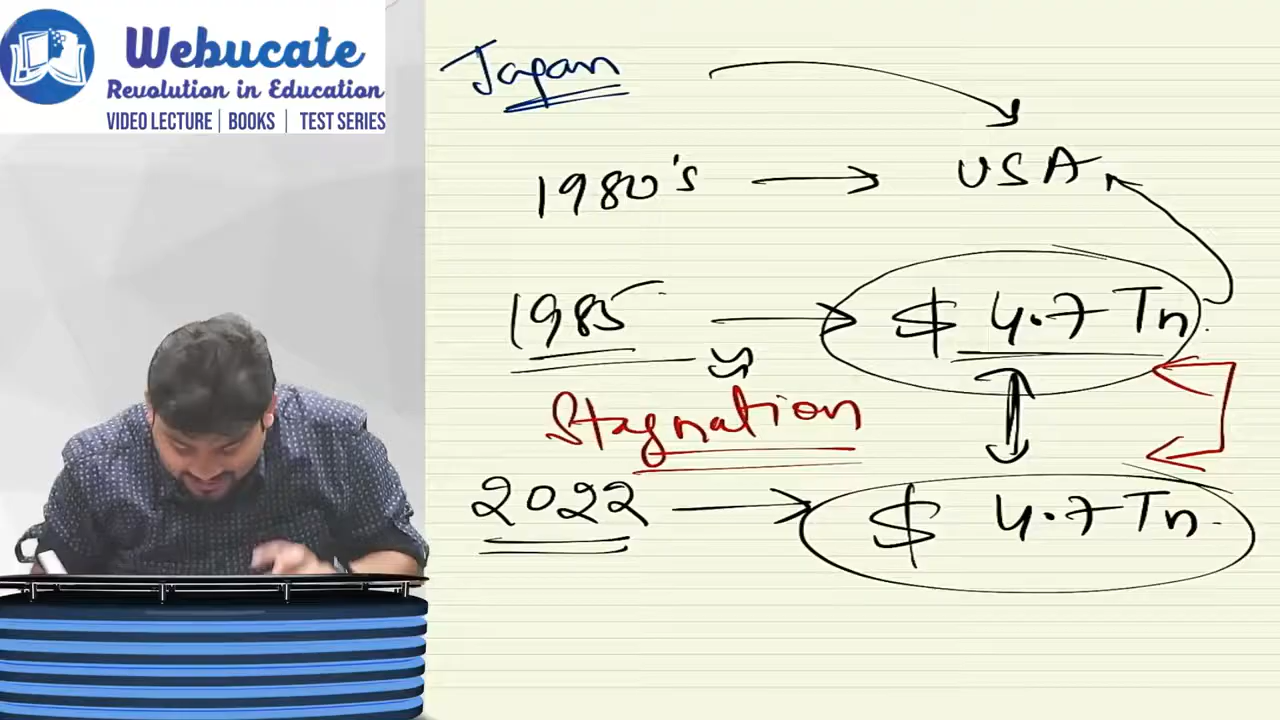 Webucate
Revolution in Education
VIDEO LECTURE | BOOKS | TEST SERIES
Japan
1980's → USA
1985 → $ 4.7 Tn
Stagnation
2022 → $ 4.7 Tn